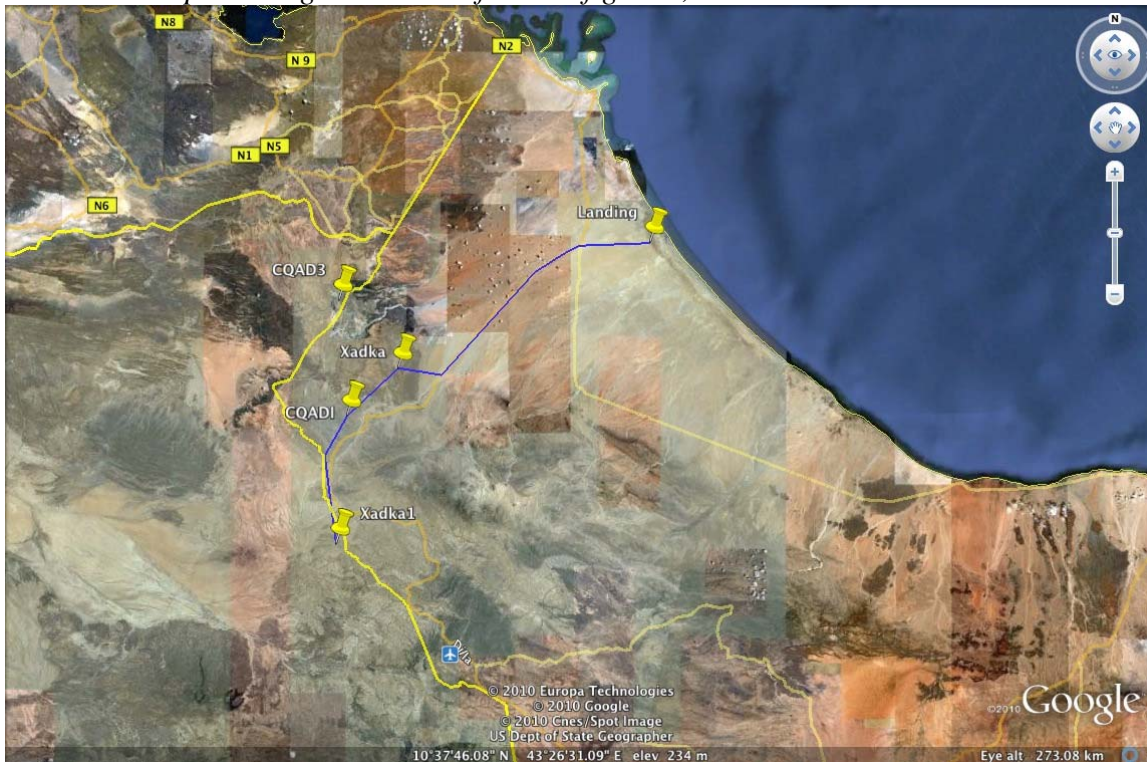 N8
N2
N 9
N1
N5
N6
Landing
CQAD3
Xadka
CQADI
Xadka1
© 2010 Europa Technologies
© 2010 Google
© 2010 Cnes/Spot Image
US Dept of State Geographer
©2010 Google
10°37'46.08" N 43°26'31.09" E elev 234 m
Eye alt 273.08 km
N